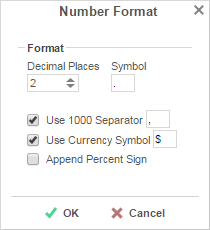 Number Format
Format
Decimal Places Symbol
2 .
Use 1000 Separator ,
Use Currency Symbol $
Append Percent Sign
OK Cancel